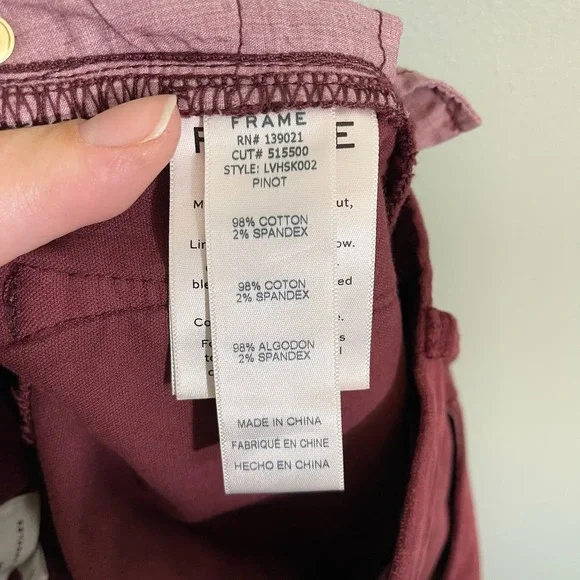 FRAME
RN# 139021
CUT# 515500
STYLE: LVHSK002
PINOT
98% COTTON
2% SPANDEX
98% COTON
2% SPANDEX
98% ALGODON
2% SPANDEX
MADE IN CHINA
FABRIQUÉ EN CHINE
HECHO EN CHINA